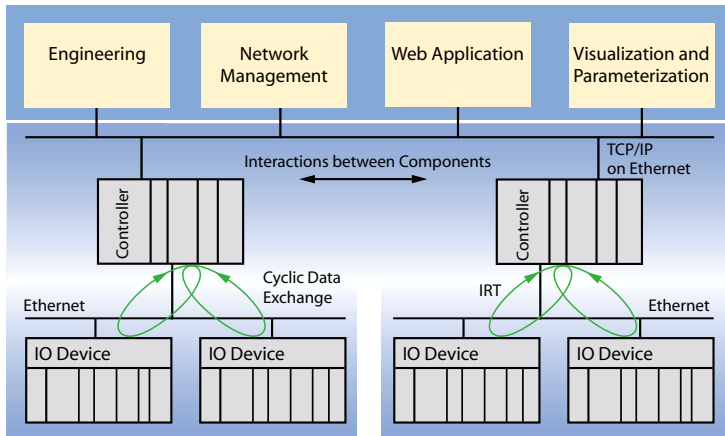 Engineering
Network
Management
Web Application
Visualization and
Parameterization
Interactions between Components
TCP/IP
on Ethernet
Controller
Controller
Cyclic Data
Exchange
Ethernet
IRT
Ethernet
IO Device
IO Device
IO Device
IO Device